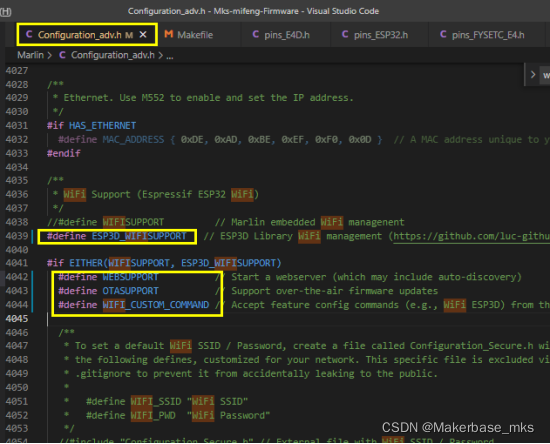 Configuration_adv.h - Mks-mifeng-Firmware - Visual Studio Code
C Configuration_adv.h M X
Makefile
C pins_E4D.h
C pins_ESP32.h
C pins_FYSETC_E4.h
Marlin > C Configuration_adv.h > ...
4027
4028 /**
4029 * Ethernet. Use M552 to enable and set the IP address.
4030 */
4031 #if HAS_ETHERNET
4032 #define MAC_ADDRESS { 0xDE, 0xAD, 0xBE, 0xEF, 0xF0, 0x0D } // A MAC address unique to y
4033 #endif
4034
4035 /**
4036 * WiFi Support (Espressif ESP32 WiFi)
4037 */
4038 //#define WIFISUPPORT // Marlin embedded WiFi managenent
4039 #define ESP3D_WIFISUPPORT // ESP3D Library WiFi management (https://github.com/luc-githu
4040
4041 #if EITHER(WIFISUPPORT, ESP3D_WIFISUPPORT)
4042 #define WEBSUPPORT // Start a webserver (which may include auto-discovery)
4043 #define OTASUPPORT // Support over-the-air firmware updates
4044 #define WIFI_CUSTOM_COMMAND // Accept feature config commands (e.g., WiFi ESP3D) from th
4045
4046 /**
4047 * To set a default WiFi SSID / Password, create a file called Configuration_Secure.h wi
4048 * the following defines, customized for your network. This specific file is excluded vi
4049 * .gitignore to prevent it from accidentally leaking to the public.
4050 *
4051 * #define WIFI_SSID "WiFi SSID"
4052 * #define WIFI_PWD "WiFi Password"
4053 */
4054 //#include "Configuration_Secure.h" // External file with WiFi SSID / Password
CSDN @Makerbase_mks